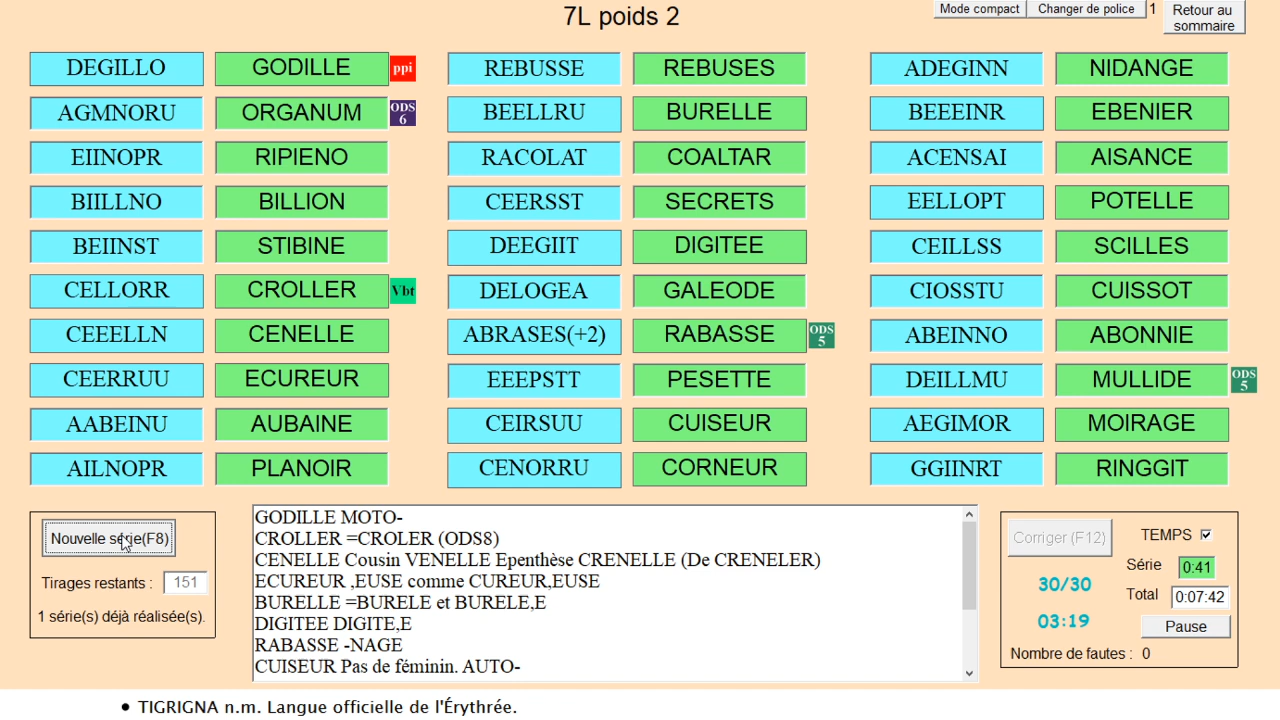 7L poids 2
Mode compact Changer de police 1 Retour au
sommaire
DEGILLO GODILLE ppi REBUSSE REBUSES ADEGINN NIDANGE
AGMNORU ORGANUM ODS 6 BEELLRU BURELLE BEEEINR EBENIER
EIINOPR RIPIENO RACOLAT COALTAR ACENSAI AISANCE
BIILLNO BILLION CEERSST SECRETS EELLOPT POTELLE
BEIINST STIBINE DEEGIIT DIGITEE CEILLSS SCILLES
CELLORR CROLLER Vbt DELOGEA GALEODE CIOSSTU CUISSOT
CEEELLN CENELLE ABRASES(+2) RABASSE ODS 5 ABEINNO ABONNIE
CEERRUU ECUREUR EEEPSTT PESETTE DEILLMU MULLIDE ODS 5
AABEINU AUBAINE CEIRSUU CUISEUR AEGIMOR MOIRAGE
AILNOPR PLANOIR CENORRU CORNEUR GGIINRT RINGGIT
Nouvelle série(F8)
Tirages restants : 151
1 série(s) déjà réalisée(s).
GODILLE MOTO-
CROLLER =CROLER (ODS8)
CENELLE Cousin VENELLE Epenthèse CRENELLE (De CRENELER)
ECUREUR ,EUSE comme CUREUR,EUSE
BURELLE =BURELE et BURELE,E
DIGITEE DIGITE,E
RABASSE -NAGE
CUISEUR Pas de féminin. AUTO-
Corriger (F12) TEMPS
Série 0:41
30/30
Total 0:07:42
03:19 Pause
Nombre de fautes : 0
• TIGRIGNA n.m. Langue officielle de l'Érythrée.